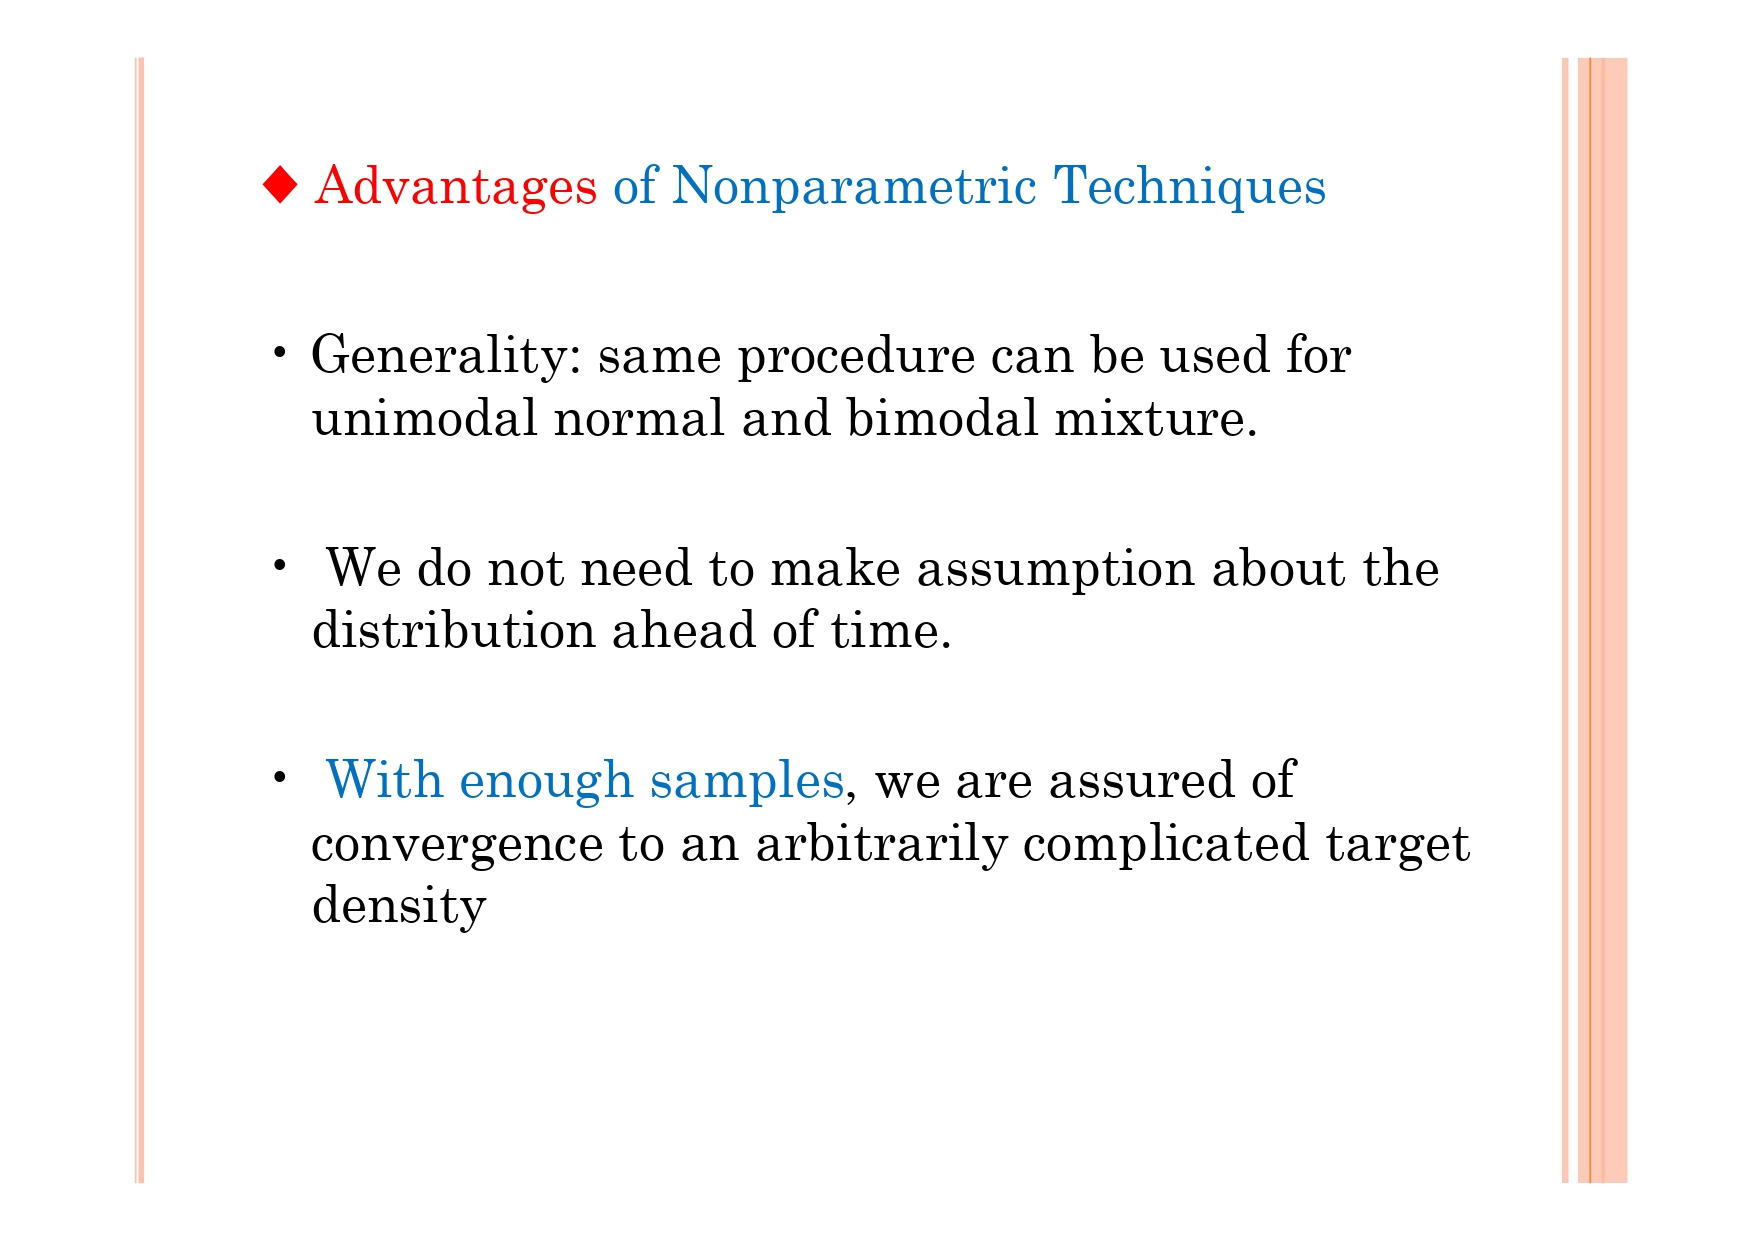 ◆ Advantages of Nonparametric Techniques
• Generality: same procedure can be used for
unimodal normal and bimodal mixture.
• We do not need to make assumption about the
distribution ahead of time.
• With enough samples, we are assured of
convergence to an arbitrarily complicated target
density